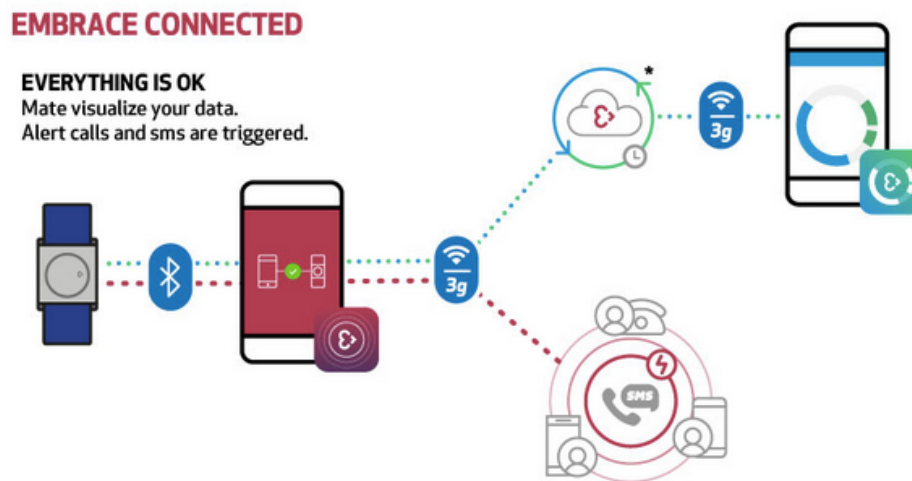 EMBRACE CONNECTED
EVERYTHING IS OK
Mate visualize your data.
Alert calls and sms are triggered.
*
3g
3g
SMS